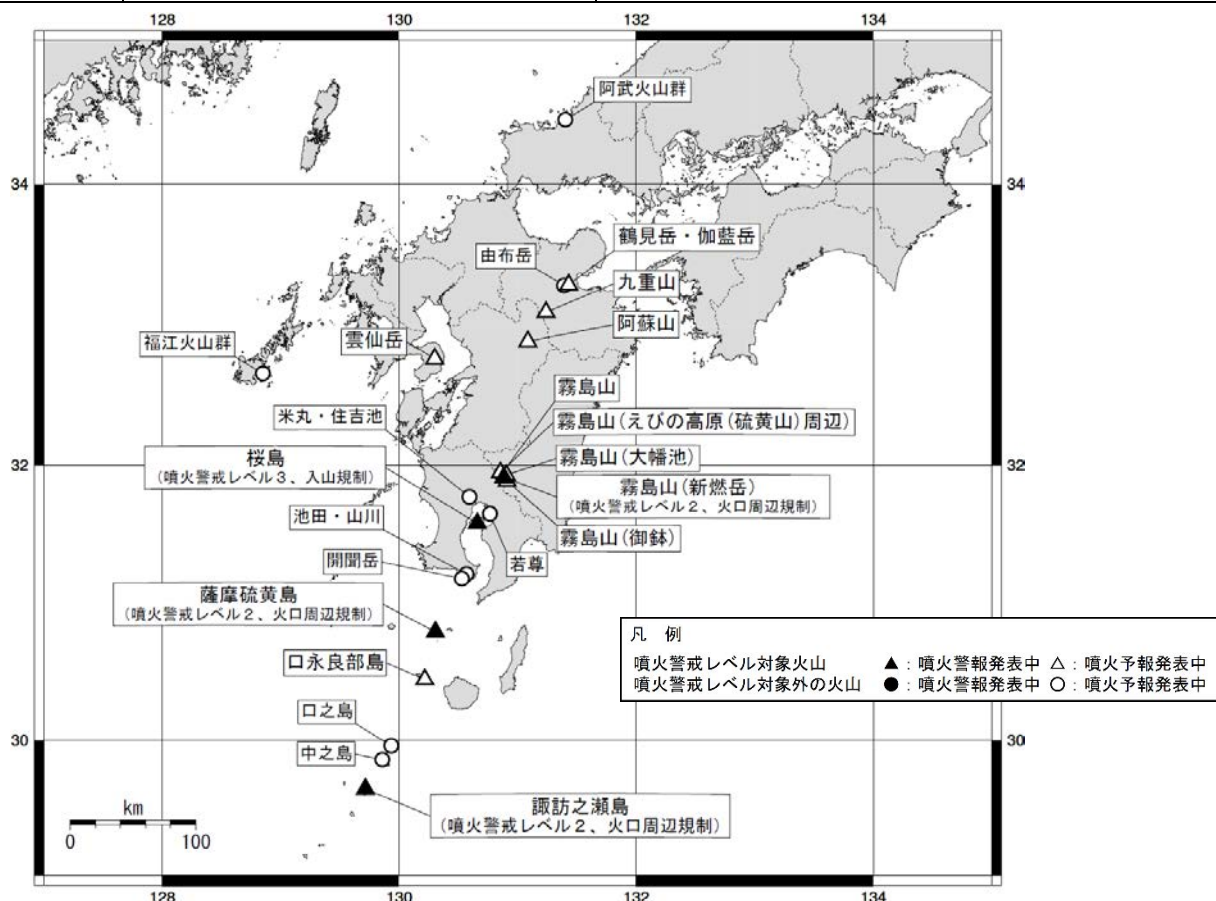 128
130
132
134
阿武火山群
34
34
鶴見岳・伽藍岳
由布岳
九重山
阿蘇山
福江火山群
雲仙岳
霧島山
米丸・住吉池
霧島山(えびの高原(硫黄山)周辺)
桜島
(噴火警戒レベル3、入山規制)
霧島山(大幡池)
32
32
霧島山(新燃岳)
(噴火警戒レベル2、火口周辺規制)
池田・山川
霧島山(御鉢)
開聞岳
若尊
薩摩硫黄島
(噴火警戒レベル2、火口周辺規制)
口永良部島
凡 例
噴火警戒レベル対象火山 ▲:噴火警報発表中 △:噴火予報発表中
噴火警戒レベル対象外の火山 ●:噴火警報発表中 ○:噴火予報発表中
口之島
30
30
中之島
諏訪之瀬島
(噴火警戒レベル2、火口周辺規制)
km
0 100
128
130
132
134